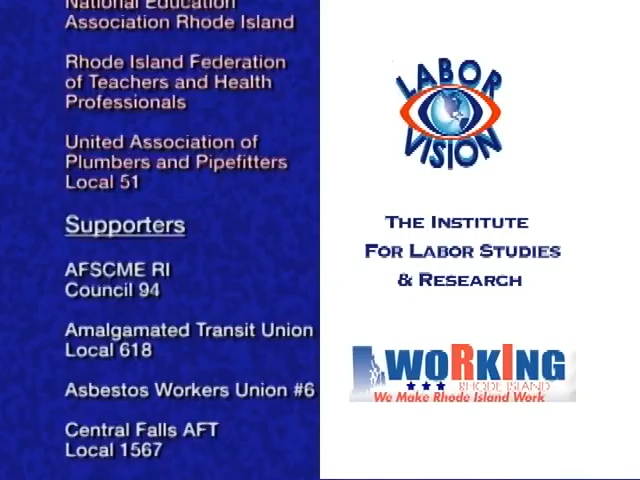 National Education
Association Rhode Island
Rhode Island Federation
of Teachers and Health
Professionals
United Association of
Plumbers and Pipefitters
Local 51
Supporters
AFSCME RI
Council 94
Amalgamated Transit Union
Local 618
Asbestos Workers Union #6
Central Falls AFT
Local 1567
LABOR
VISION
THE INSTITUTE
FOR LABOR STUDIES
& RESEARCH
WORKING
RHODE ISLAND
We Make Rhode Island Work